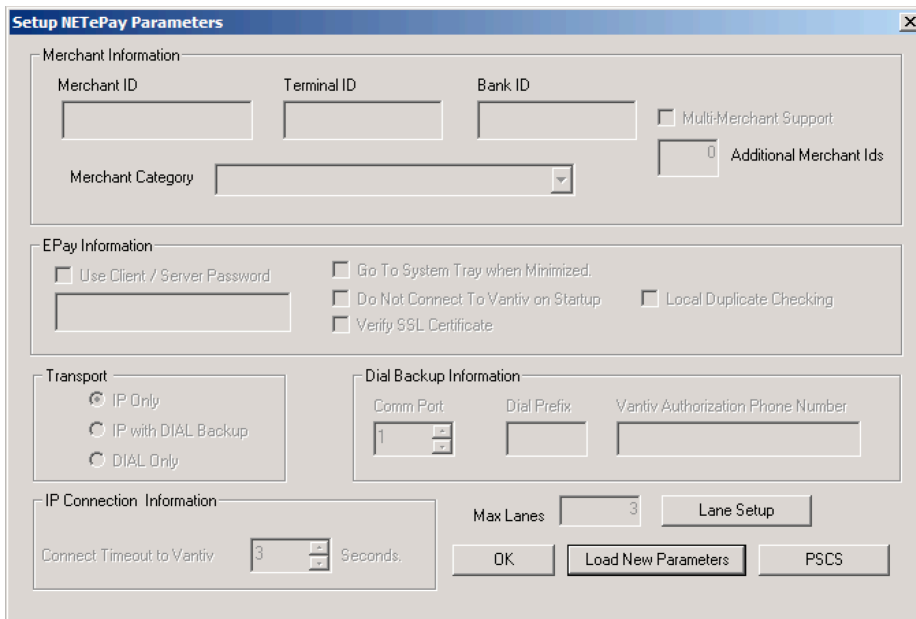 Setup NETePay Parameters
Merchant Information
Merchant ID
Terminal ID
Bank ID
Multi-Merchant Support
0 Additional Merchant Ids
Merchant Category
EPay Information
Use Client / Server Password
Go To System Tray when Minimized.
Do Not Connect To Vantiv on Startup
Local Duplicate Checking
Verify SSL Certificate
Transport
IP Only
IP with DIAL Backup
DIAL Only
Dial Backup Information
Comm Port
Dial Prefix
Vantiv Authorization Phone Number
1
IP Connection Information
Connect Timeout to Vantiv 3 Seconds.
Max Lanes 3
Lane Setup
OK
Load New Parameters
PSCS